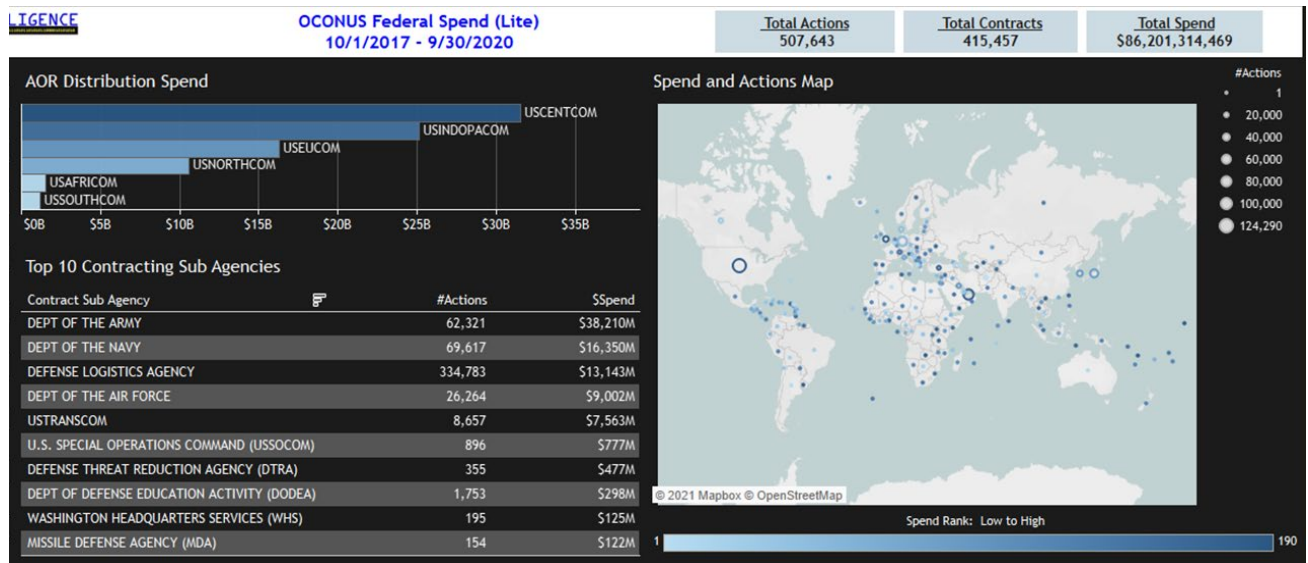 LIGENCE
OCONUS Federal Spend (Lite)
10/1/2017 - 9/30/2020
Total Actions
507,643
Total Contracts
415,457
Total Spend
$86,201,314,469
AOR Distribution Spend
USCENTCOM
USINDOPACOM
USEUCOM
USNORTHCOM
USAFRICOM
USSOUTHCOM
$0B $5B $10B $15B $20B $25B $30B $35B
Top 10 Contracting Sub Agencies
Contract Sub Agency #Actions $Spend
DEPT OF THE ARMY 62,321 $38,210M
DEPT OF THE NAVY 69,617 $16,350M
DEFENSE LOGISTICS AGENCY 334,783 $13,143M
DEPT OF THE AIR FORCE 26,264 $9,002M
USTRANSCOM 8,657 $7,563M
U.S. SPECIAL OPERATIONS COMMAND (USSOCOM) 896 $777M
DEFENSE THREAT REDUCTION AGENCY (DTRA) 355 $477M
DEPT OF DEFENSE EDUCATION ACTIVITY (DODEA) 1,753 $298M
WASHINGTON HEADQUARTERS SERVICES (WHS) 195 $125M
MISSILE DEFENSE AGENCY (MDA) 154 $122M
Spend and Actions Map
#Actions
1
20,000
40,000
60,000
80,000
100,000
124,290
© 2021 Mapbox © OpenStreetMap
Spend Rank: Low to High
1 190